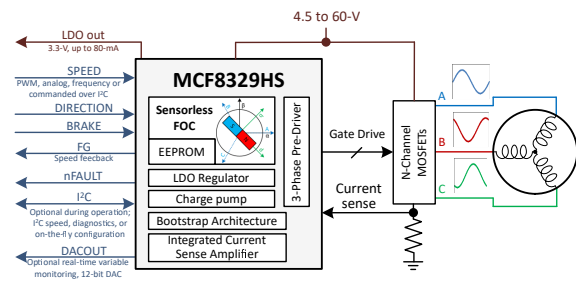 4.5 to 60-V
LDO out
3.3-V, up to 80-mA
SPEED
PWM, analog, frequency or
commanded over I²C
DIRECTION
BRAKE
FG
Speed feecback
nFAULT
I²C
Optional during operation;
I²C speed, diagnostics, or
on-the-fly configuration
DACOUT
Optional real-time variable
monitoring, 12-bit DAC
MCF8329HS
Sensorless
FOC
EEPROM
LDO Regulator
Charge pump
Bootstrap Architecture
Integrated Current
Sense Amplifier
3-Phase Pre-Driver
Gate Drive
Current
sense
N-Channel
MOSFETs
A
B
C